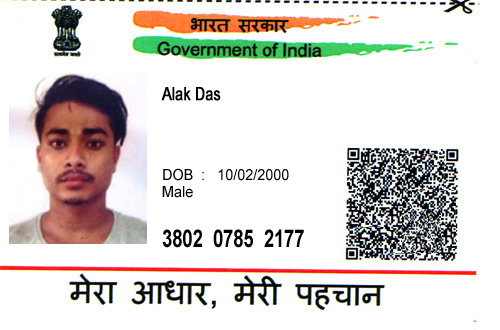 भारत सरकार
Government of India
सत्यमेव जयते
Alak Das
DOB : 10/02/2000
Male
3802 0785 2177
मेरा आधार, मेरी पहचान